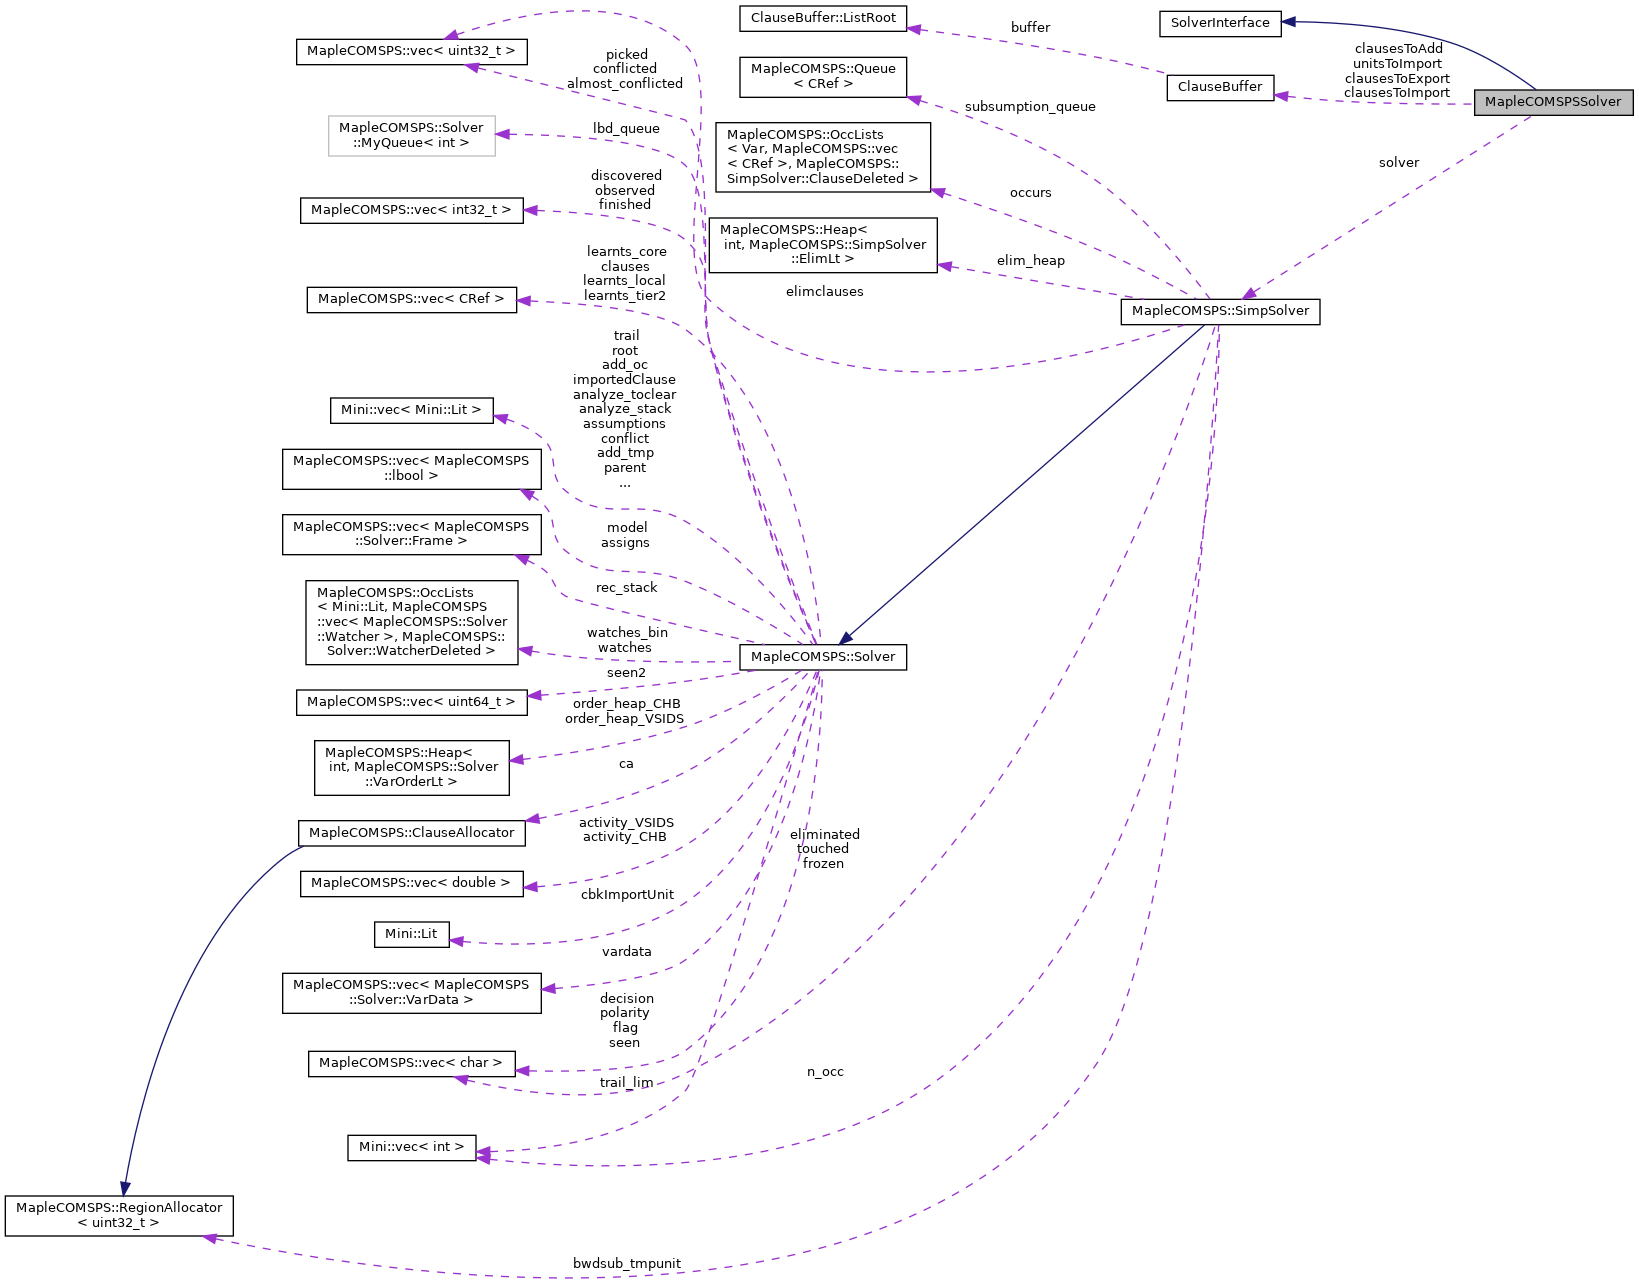 MapleCOMSPS::vec< uint32_t >
picked
conflicted
almost_conflicted
MapleCOMSPS::Solver
::MyQueue< int >
lbd_queue
MapleCOMSPS::vec< int32_t >
discovered
observed
finished
MapleCOMSPS::vec< CRef >
learnts_core
clauses
learnts_local
learnts_tier2
Mini::vec< Mini::Lit >
trail
root
add_oc
importedClause
analyze_toclear
analyze_stack
assumptions
conflict
add_tmp
parent
...
MapleCOMSPS::vec< MapleCOMSPS
::lbool >
model
assigns
MapleCOMSPS::vec< MapleCOMSPS
::Solver::Frame >
rec_stack
MapleCOMSPS::OccLists
< Mini::Lit, MapleCOMSPS
::vec< MapleCOMSPS::Solver
::Watcher >, MapleCOMSPS::
Solver::WatcherDeleted >
watches_bin
watches
MapleCOMSPS::vec< uint64_t >
seen2
MapleCOMSPS::Heap<
int, MapleCOMSPS::Solver
::VarOrderLt >
order_heap_CHB
order_heap_VSIDS
MapleCOMSPS::ClauseAllocator
ca
MapleCOMSPS::vec< double >
activity_VSIDS
activity_CHB
Mini::Lit
cbkImportUnit
MapleCOMSPS::vec< MapleCOMSPS
::Solver::VarData >
vardata
MapleCOMSPS::vec< char >
decision
polarity
flag
seen
Mini::vec< int >
trail_lim
MapleCOMSPS::RegionAllocator
< uint32_t >
bwdsub_tmpunit
ClauseBuffer::ListRoot
buffer
MapleCOMSPS::Queue
< CRef >
subsumption_queue
MapleCOMSPS::OccLists
< Var, MapleCOMSPS::vec
< CRef >, MapleCOMSPS::
SimpSolver::ClauseDeleted >
occurs
MapleCOMSPS::Heap<
int, MapleCOMSPS::SimpSolver
::ElimLt >
elim_heap
elimclauses
MapleCOMSPS::Solver
eliminated
touched
frozen
n_occ
SolverInterface
ClauseBuffer
clausesToAdd
unitsToImport
clausesToExport
clausesToImport
MapleCOMSPSSolver
solver
MapleCOMSPS::SimpSolver